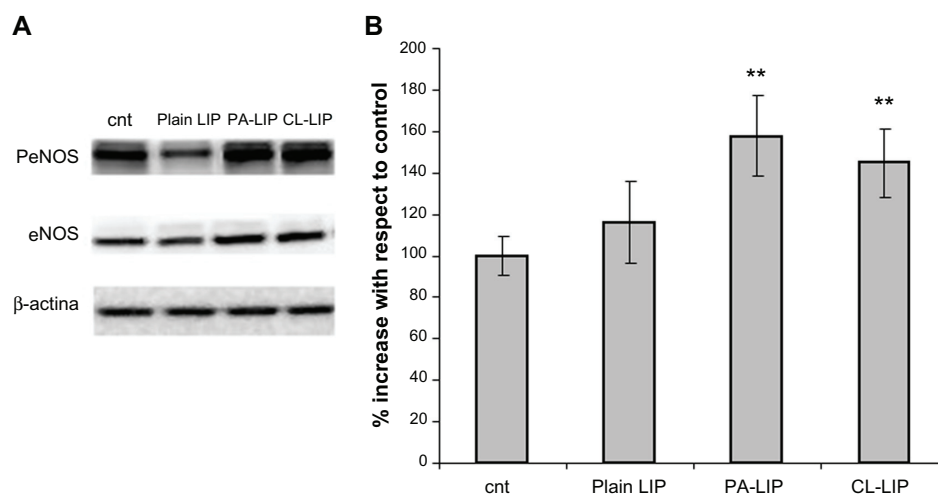 A
cnt Plain LIP PA-LIP CL-LIP
PeNOS
eNOS
β-actina
B
% increase with respect to control
200
180
160
140
120
100
80
60
40
20
0
**
**
cnt Plain LIP PA-LIP CL-LIP